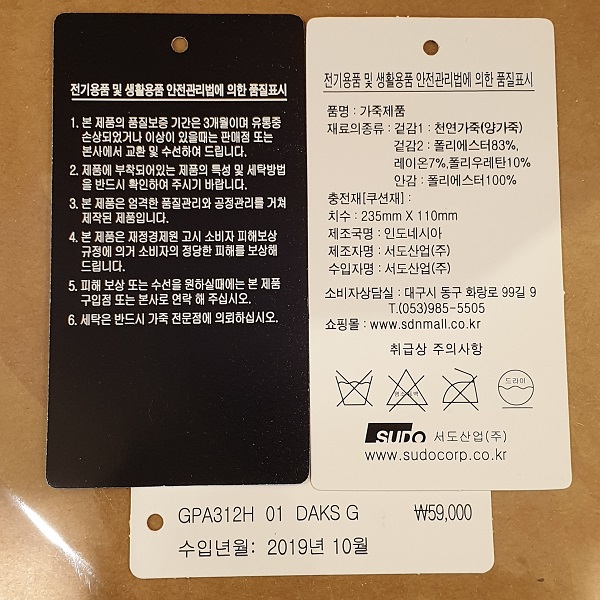 전기용품 및 생활용품 안전관리법에 의한 품질표시
1. 본 제품의 품질보증 기간은 3개월이며 유통중
손상되었거나 이상이 있을때는 판매점 또는
본사에서 교환 및 수선하여 드립니다.
2. 제품에 부착되어있는 제품의 특성 및 세탁방법
을 반드시 확인하여 주시기 바랍니다.
3. 본 제품은 엄격한 품질관리와 공정관리를 거쳐
제작된 제품입니다.
4. 본 제품은 재정경제원 고시 소비자 피해보상
규정에 의거 소비자의 정당한 피해를 보상해
드립니다.
5. 피해 보상 또는 수선을 원하실때에는 본 제품
구입점 또는 본사로 연락 해 주십시오.
6. 세탁은 반드시 가죽 전문점에 의뢰하십시오.
전기용품 및 생활용품 안전관리법에 의한 품질표시
품명 : 가죽제품
재료의종류 : 겉감1 : 천연가죽(양가죽)
겉감2 : 폴리에스터83%,
레이온7%,폴리우레탄10%
안감 : 폴리에스터100%
충전재[쿠션재] :
치수 : 235mm X 110mm
제조국명 : 인도네시아
제조자명 : 서도산업(주)
수입자명 : 서도산업(주)
소비자상담실 : 대구시 동구 화랑로 99길 9
T.(053)985-5505
쇼핑몰 : www.sdnmall.co.kr
취급상 주의사항
드라이
SUDO 서도산업(주)
www.sudocorp.co.kr
GPA312H 01 DAKS G ₩59,000
수입년월: 2019년 10월